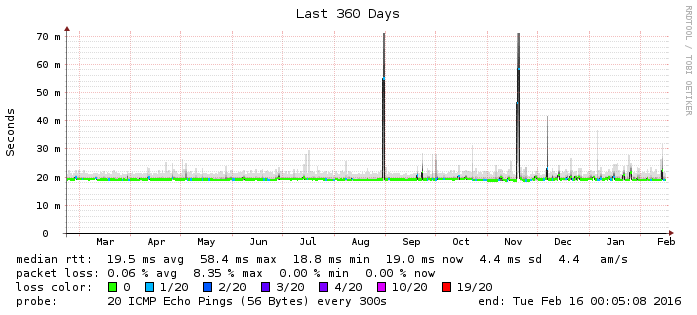 Last 360 Days
RRDTOOL / TOBI OETIKER
Seconds
70 m
60 m
50 m
40 m
30 m
20 m
10 m
0
Mar Apr May Jun Jul Aug Sep Oct Nov Dec Jan Feb
median rtt: 19.5 ms avg 58.4 ms max 18.8 ms min 19.0 ms now 4.4 ms sd 4.4 am/s
packet loss: 0.06 % avg 8.35 % max 0.00 % min 0.00 % now
loss color: 0 1/20 2/20 3/20 4/20 10/20 19/20
probe: 20 ICMP Echo Pings (56 Bytes) every 300s end: Tue Feb 16 00:05:08 2016